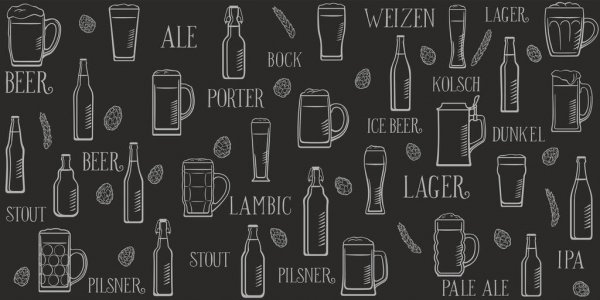 WEIZEN
LAGER
ALE
BOCK
BEER
KOLSCH
PORTER
ICE BEER
DUNKEL
BEER
LAGER
LAMBIC
STOUT
STOUT
IPA
PILSNER
PILSNER
PALE ALE